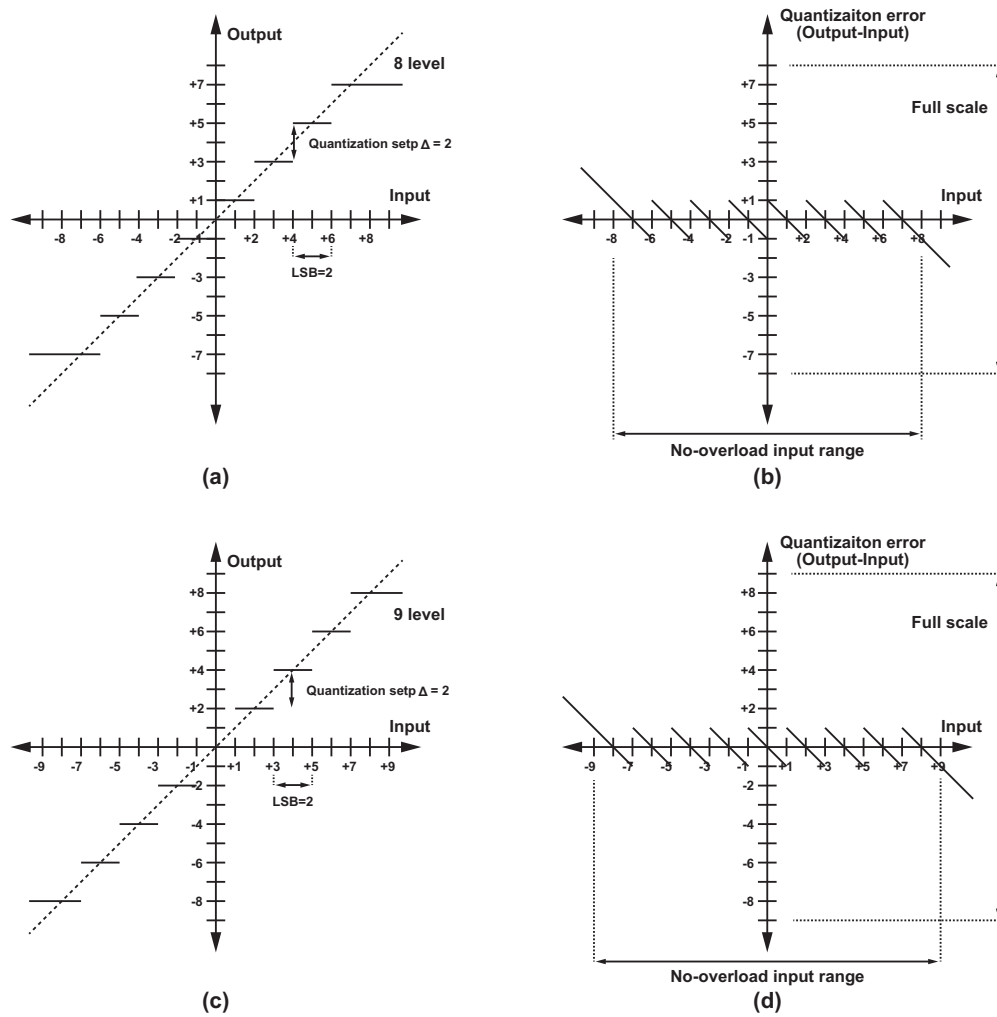 Output
8 level
+7
+5
Quantization setp Δ = 2
+3
+1
Input
-8 -6 -4 -2 +2 +4 +6 +8
-1
LSB=2
-3
-5
-7
(a)
Quantizaiton error
(Output-Input)
+7
Full scale
+5
+3
+1
Input
-8 -6 -4 -2 -1 +2 +4 +6 +8
-3
-5
-7
No-overload input range
(b)
Output
+8
9 level
+6
+4
Quantization setp Δ = 2
+2
Input
-9 -7 -5 -3 -1 +1 +3 +5 +7 +9
-2
LSB=2
-4
-6
-8
(c)
Quantizaiton error
(Output-Input)
+8
Full scale
+6
+4
+2
Input
-9 -7 -5 -3 -1 +1 +3 +5 +7 +9
-2
-4
-6
-8
No-overload input range
(d)